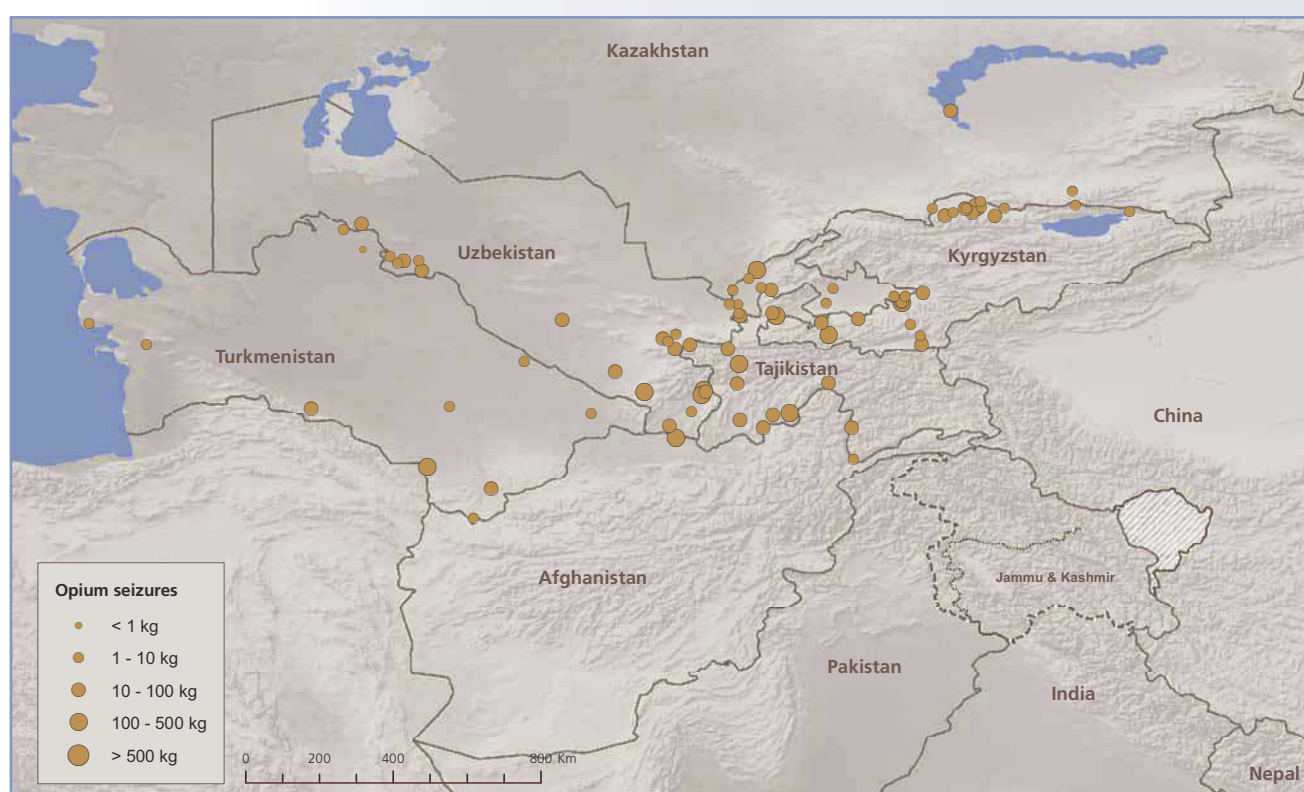 Kazakhstan
Uzbekistan
Kyrgyzstan
Turkmenistan
Tajikistan
China
Afghanistan
Jammu & Kashmir
Pakistan
India
Nepal
Opium seizures
< 1 kg
1 - 10 kg
10 - 100 kg
100 - 500 kg
> 500 kg
0 200 400 800 Km